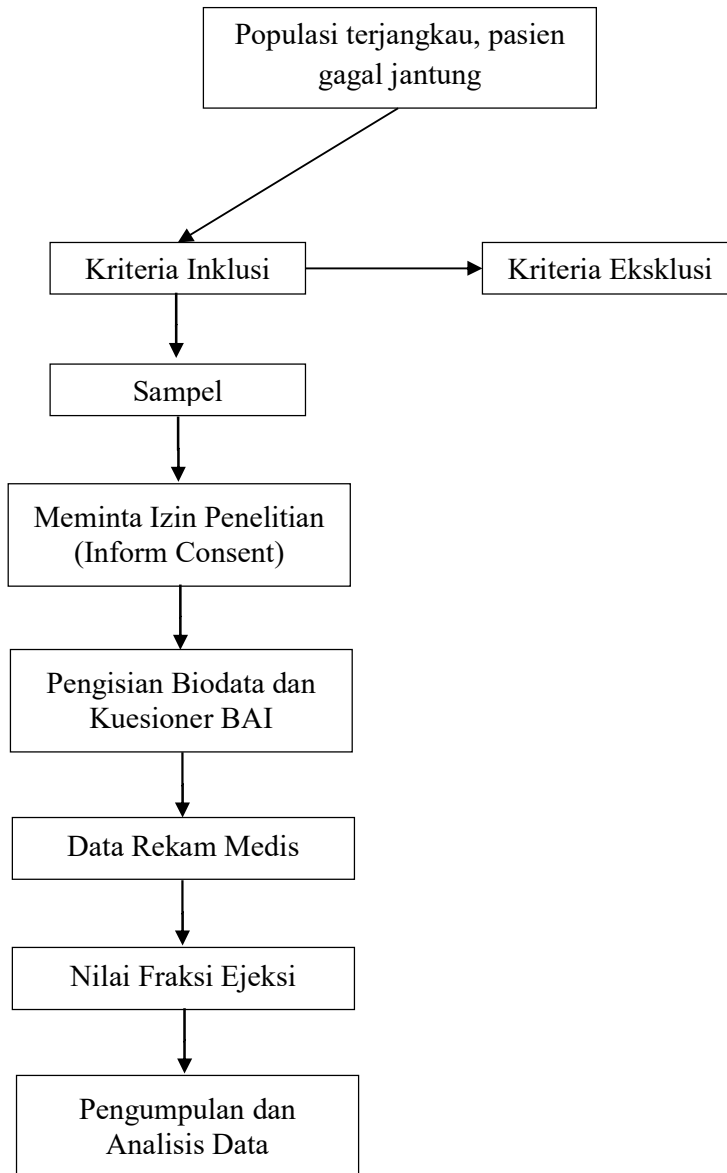 Populasi terjangkau, pasien
gagal jantung
Kriteria Inklusi
Kriteria Eksklusi
Sampel
Meminta Izin Penelitian
(Inform Consent)
Pengisian Biodata dan
Kuesioner BAI
Data Rekam Medis
Nilai Fraksi Ejeksi
Pengumpulan dan
Analisis Data